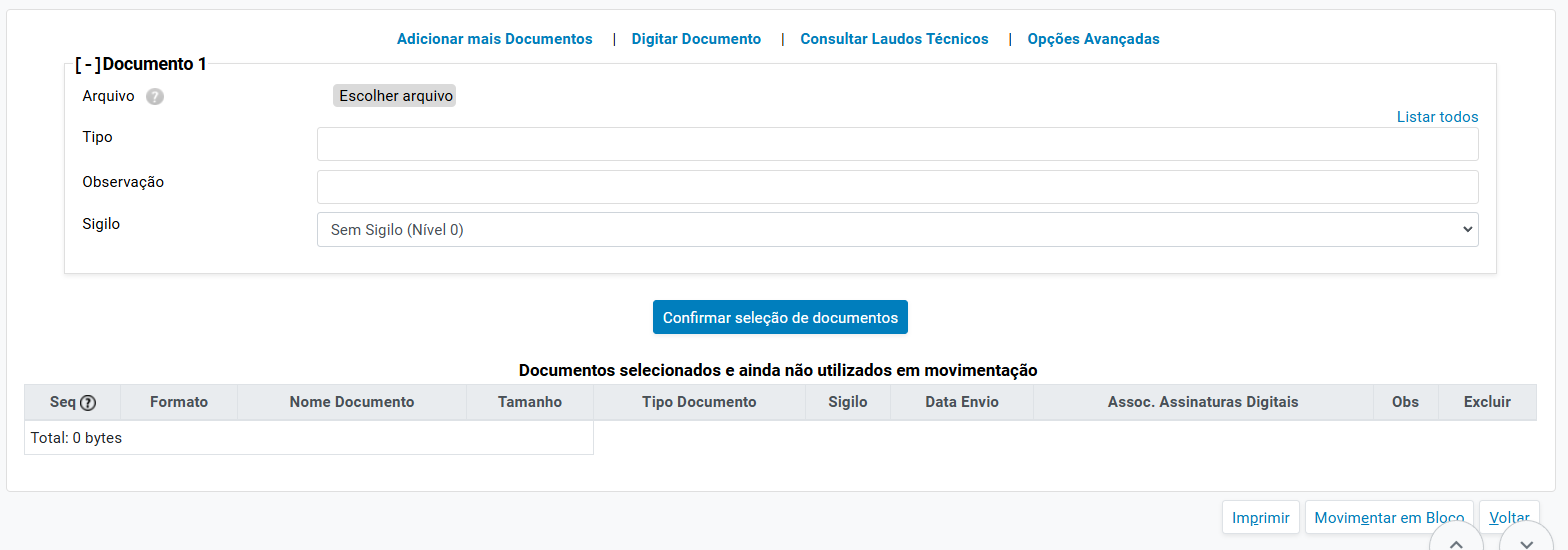 Adicionar mais Documentos | Digitar Documento | Consultar Laudos Técnicos | Opções Avançadas
[-]Documento 1
Arquivo ? Escolher arquivo
Listar todos
Tipo
Observação
Sigilo Sem Sigilo (Nível 0)
Confirmar seleção de documentos
Documentos selecionados e ainda não utilizados em movimentação
Seq ? Formato Nome Documento Tamanho Tipo Documento Sigilo Data Envio Assoc. Assinaturas Digitais Obs Excluir
Total: 0 bytes
Imprimir Movimentar em Bloco Voltar